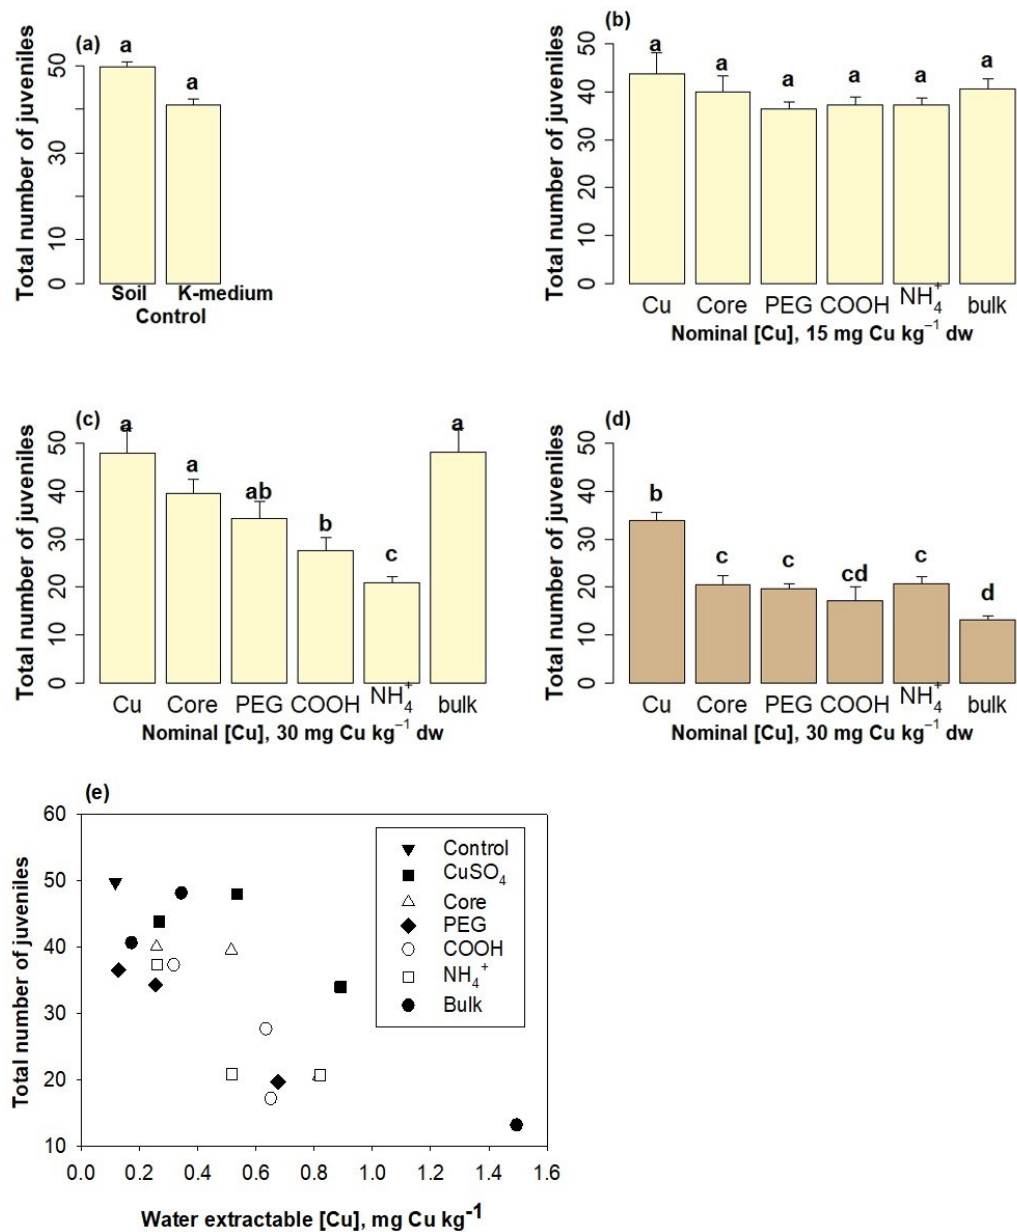 (a)
Total number of juveniles
50
30
10
0
a
a
Soil K-medium
Control
(b)
Total number of juveniles
50
40
30
20
10
0
a a a a a a
Cu Core PEG COOH NH₄⁺ bulk
Nominal [Cu], 15 mg Cu kg⁻¹ dw
(c)
Total number of juveniles
50
40
30
20
10
0
a a ab b c a
Cu Core PEG COOH NH₄⁺ bulk
Nominal [Cu], 30 mg Cu kg⁻¹ dw
(d)
Total number of juveniles
50
40
30
20
10
0
b c c cd c d
Cu Core PEG COOH NH₄⁺ bulk
Nominal [Cu], 30 mg Cu kg⁻¹ dw
(e)
Total number of juveniles
60
50
40
30
20
10
Control
CuSO₄
Core
PEG
COOH
NH₄⁺
Bulk
0.0 0.2 0.4 0.6 0.8 1.0 1.2 1.4 1.6
Water extractable [Cu], mg Cu kg⁻¹